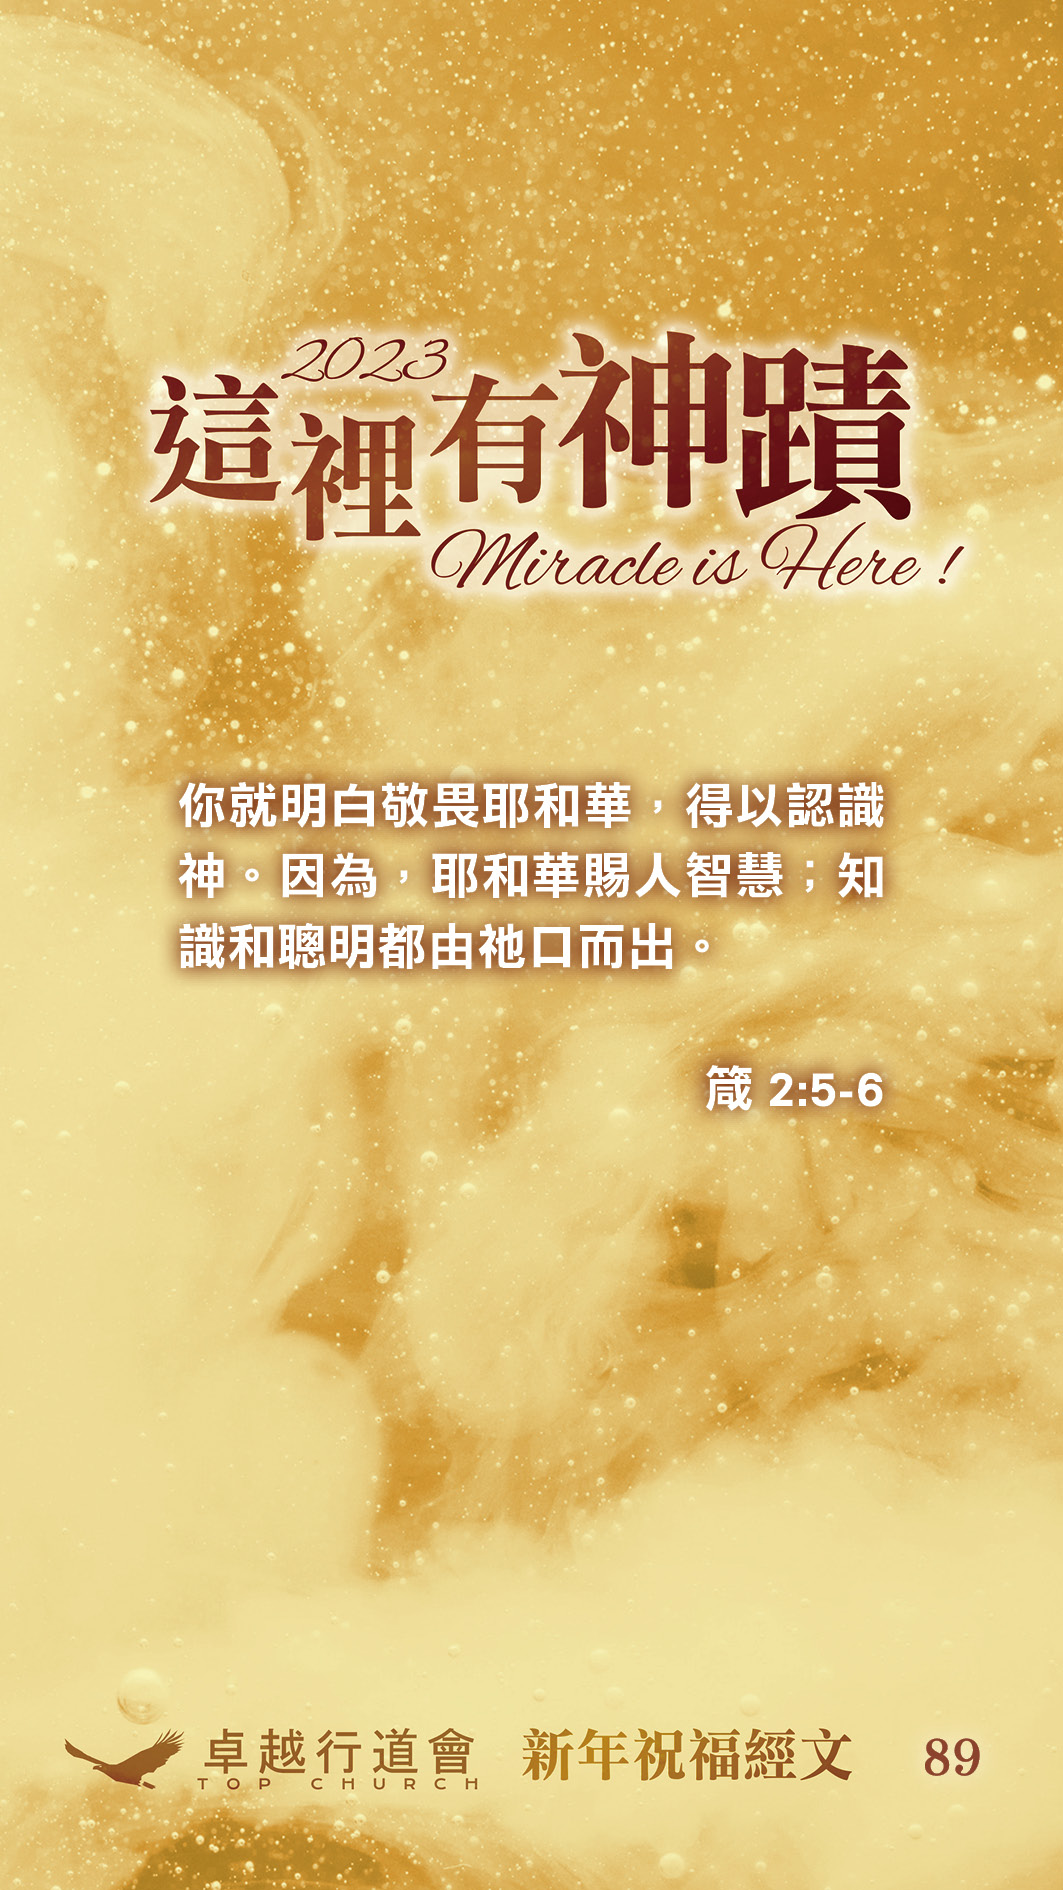 2023
這裡有神蹟
Miracle is Here !
你就明白敬畏耶和華，得以認識
神。因為，耶和華賜人智慧；知
識和聰明都由祂口而出。
箴 2:5-6
卓越行道會
TOP CHURCH
新年祝福經文
89